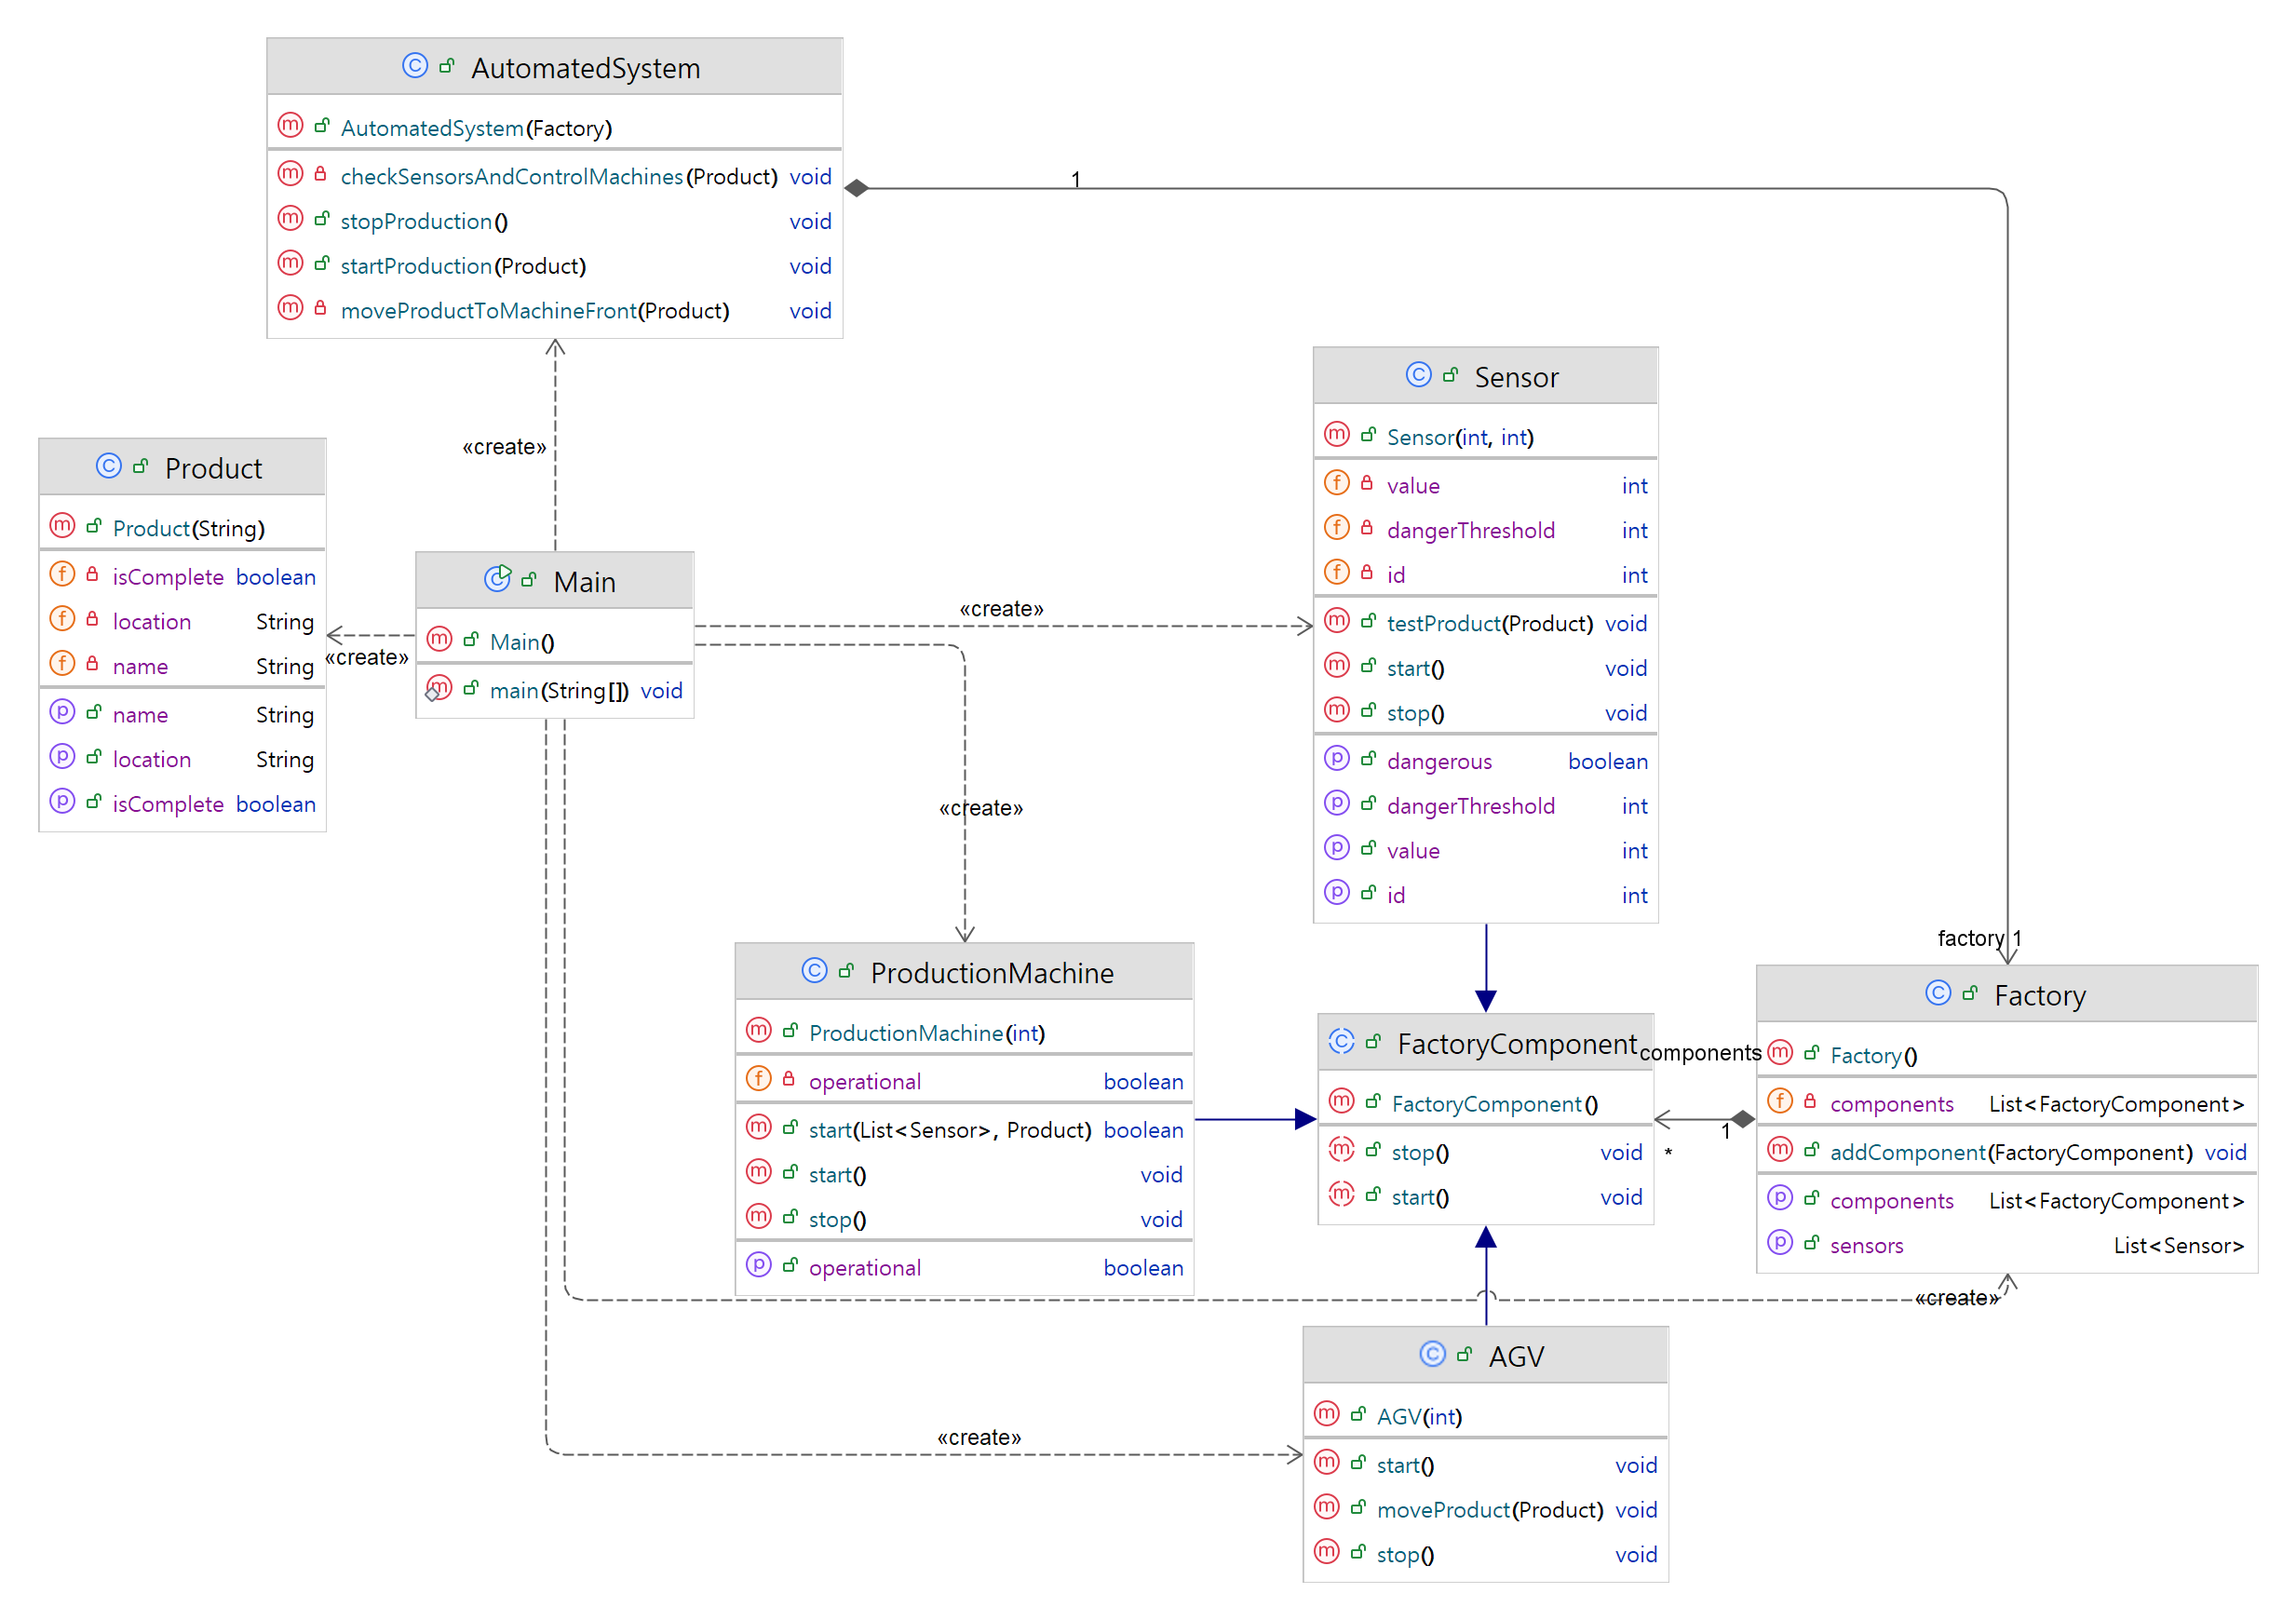 AutomatedSystem
AutomatedSystem(Factory)
checkSensorsAndControlMachines(Product) void
stopProduction() void
startProduction(Product) void
moveProductToMachineFront(Product) void
1
factory 1
«create»
Product
Product(String)
isComplete boolean
location String
name String
name String
location String
isComplete boolean
«create»
Main
Main()
main(String[]) void
«create»
«create»
Sensor
Sensor(int, int)
value int
dangerThreshold int
id int
testProduct(Product) void
start() void
stop() void
dangerous boolean
dangerThreshold int
value int
id int
ProductionMachine
ProductionMachine(int)
operational boolean
start(List<Sensor>, Product) boolean
start() void
stop() void
operational boolean
FactoryComponent
FactoryComponent()
stop() void
start() void
components
1
*
Factory
Factory()
components List<FactoryComponent>
addComponent(FactoryComponent) void
components List<FactoryComponent>
sensors List<Sensor>
«create»
«create»
AGV
AGV(int)
start() void
moveProduct(Product) void
stop() void